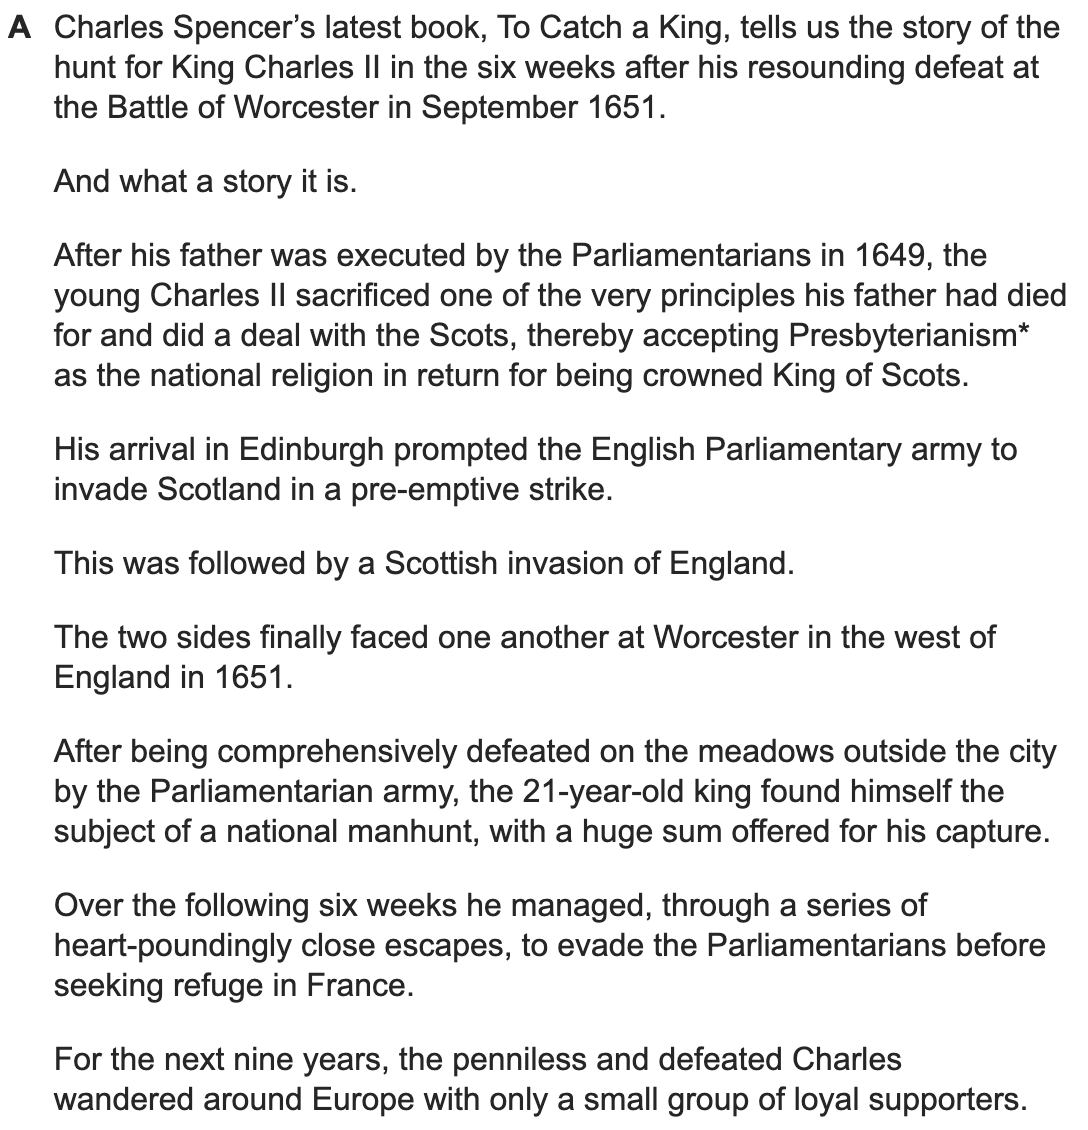 A Charles Spencer’s latest book, To Catch a King, tells us the story of the
hunt for King Charles II in the six weeks after his resounding defeat at
the Battle of Worcester in September 1651.
And what a story it is.
After his father was executed by the Parliamentarians in 1649, the
young Charles II sacrificed one of the very principles his father had died
for and did a deal with the Scots, thereby accepting Presbyterianism*
as the national religion in return for being crowned King of Scots.
His arrival in Edinburgh prompted the English Parliamentary army to
invade Scotland in a pre-emptive strike.
This was followed by a Scottish invasion of England.
The two sides finally faced one another at Worcester in the west of
England in 1651.
After being comprehensively defeated on the meadows outside the city
by the Parliamentarian army, the 21-year-old king found himself the
subject of a national manhunt, with a huge sum offered for his capture.
Over the following six weeks he managed, through a series of
heart-poundingly close escapes, to evade the Parliamentarians before
seeking refuge in France.
For the next nine years, the penniless and defeated Charles
wandered around Europe with only a small group of loyal supporters.